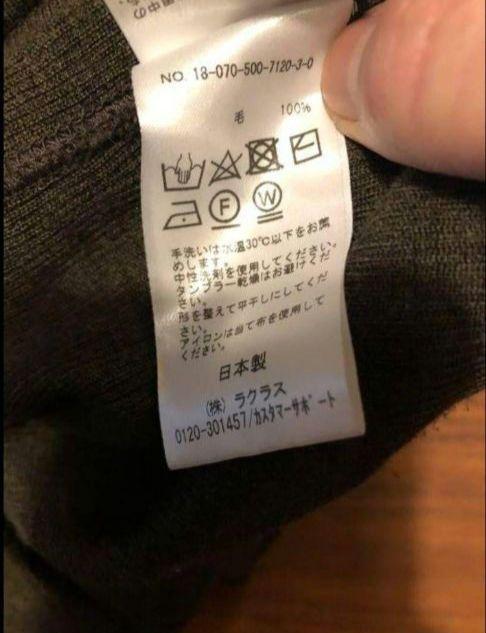 NO. 18-070-500-7120-3-0
毛 100%
F W
手洗いは水温30℃以下をお薦
めします。
中性洗剤を使用してください。
タンブラー乾燥はお避けくだ
さい。
形を整えて平干しにしてくだ
さい。
アイロンは当て布を使用して
ください。
日本製
(株) ラクラス
0120-301457/カスタマーサポート